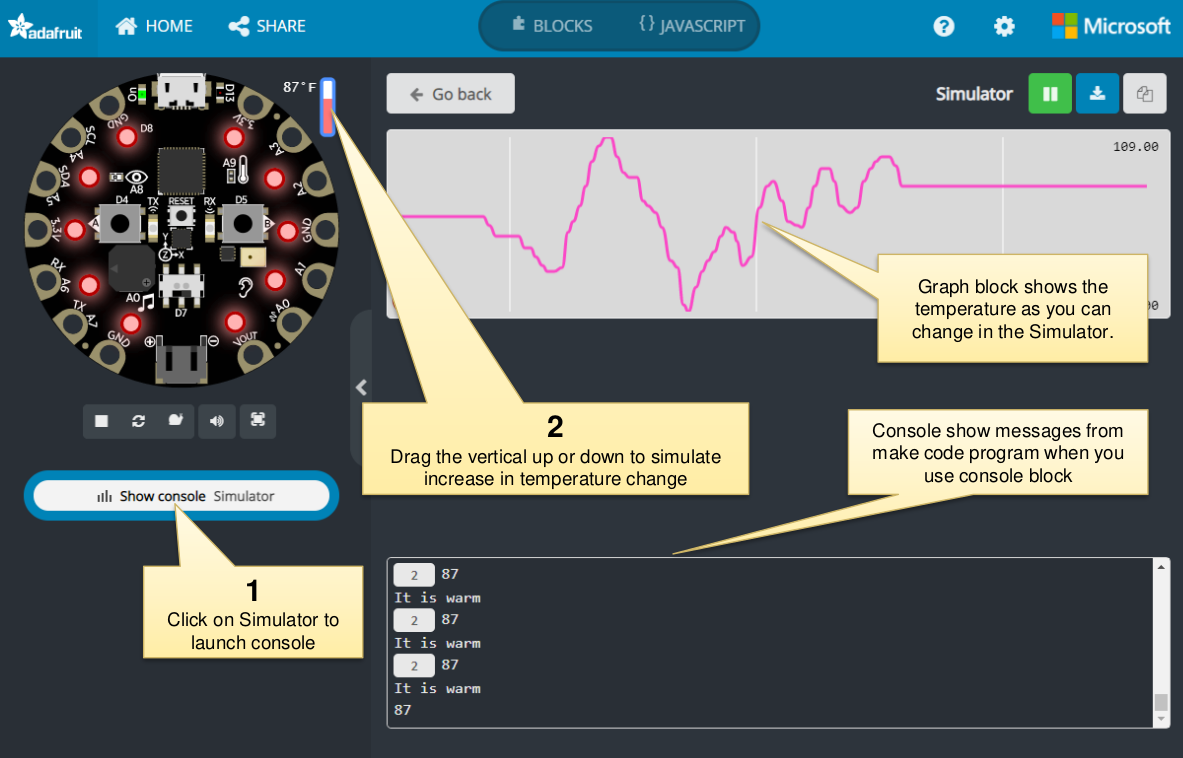 adafruit
HOME
SHARE
BLOCKS
{} JAVASCRIPT
?
Microsoft
87°F
Go back
Simulator
109.00
ON
D13
GND
3.3V
D8
SCL
A4
SDA
A5
3.3V
RX
A6
TX
A7
GND
A3
A2
GND
A1
A0
VOUT
A9
A8
D4
TX
RESET
RX
D5
A
B
Y
Z
X
A0
D7
Graph block shows the
temperature as you can
change in the Simulator.
2
Drag the vertical up or down to simulate
increase in temperature change
Console show messages from
make code program when you
use console block
Show console Simulator
1
Click on Simulator to
launch console
2 87
It is warm
2 87
It is warm
2 87
It is warm
87